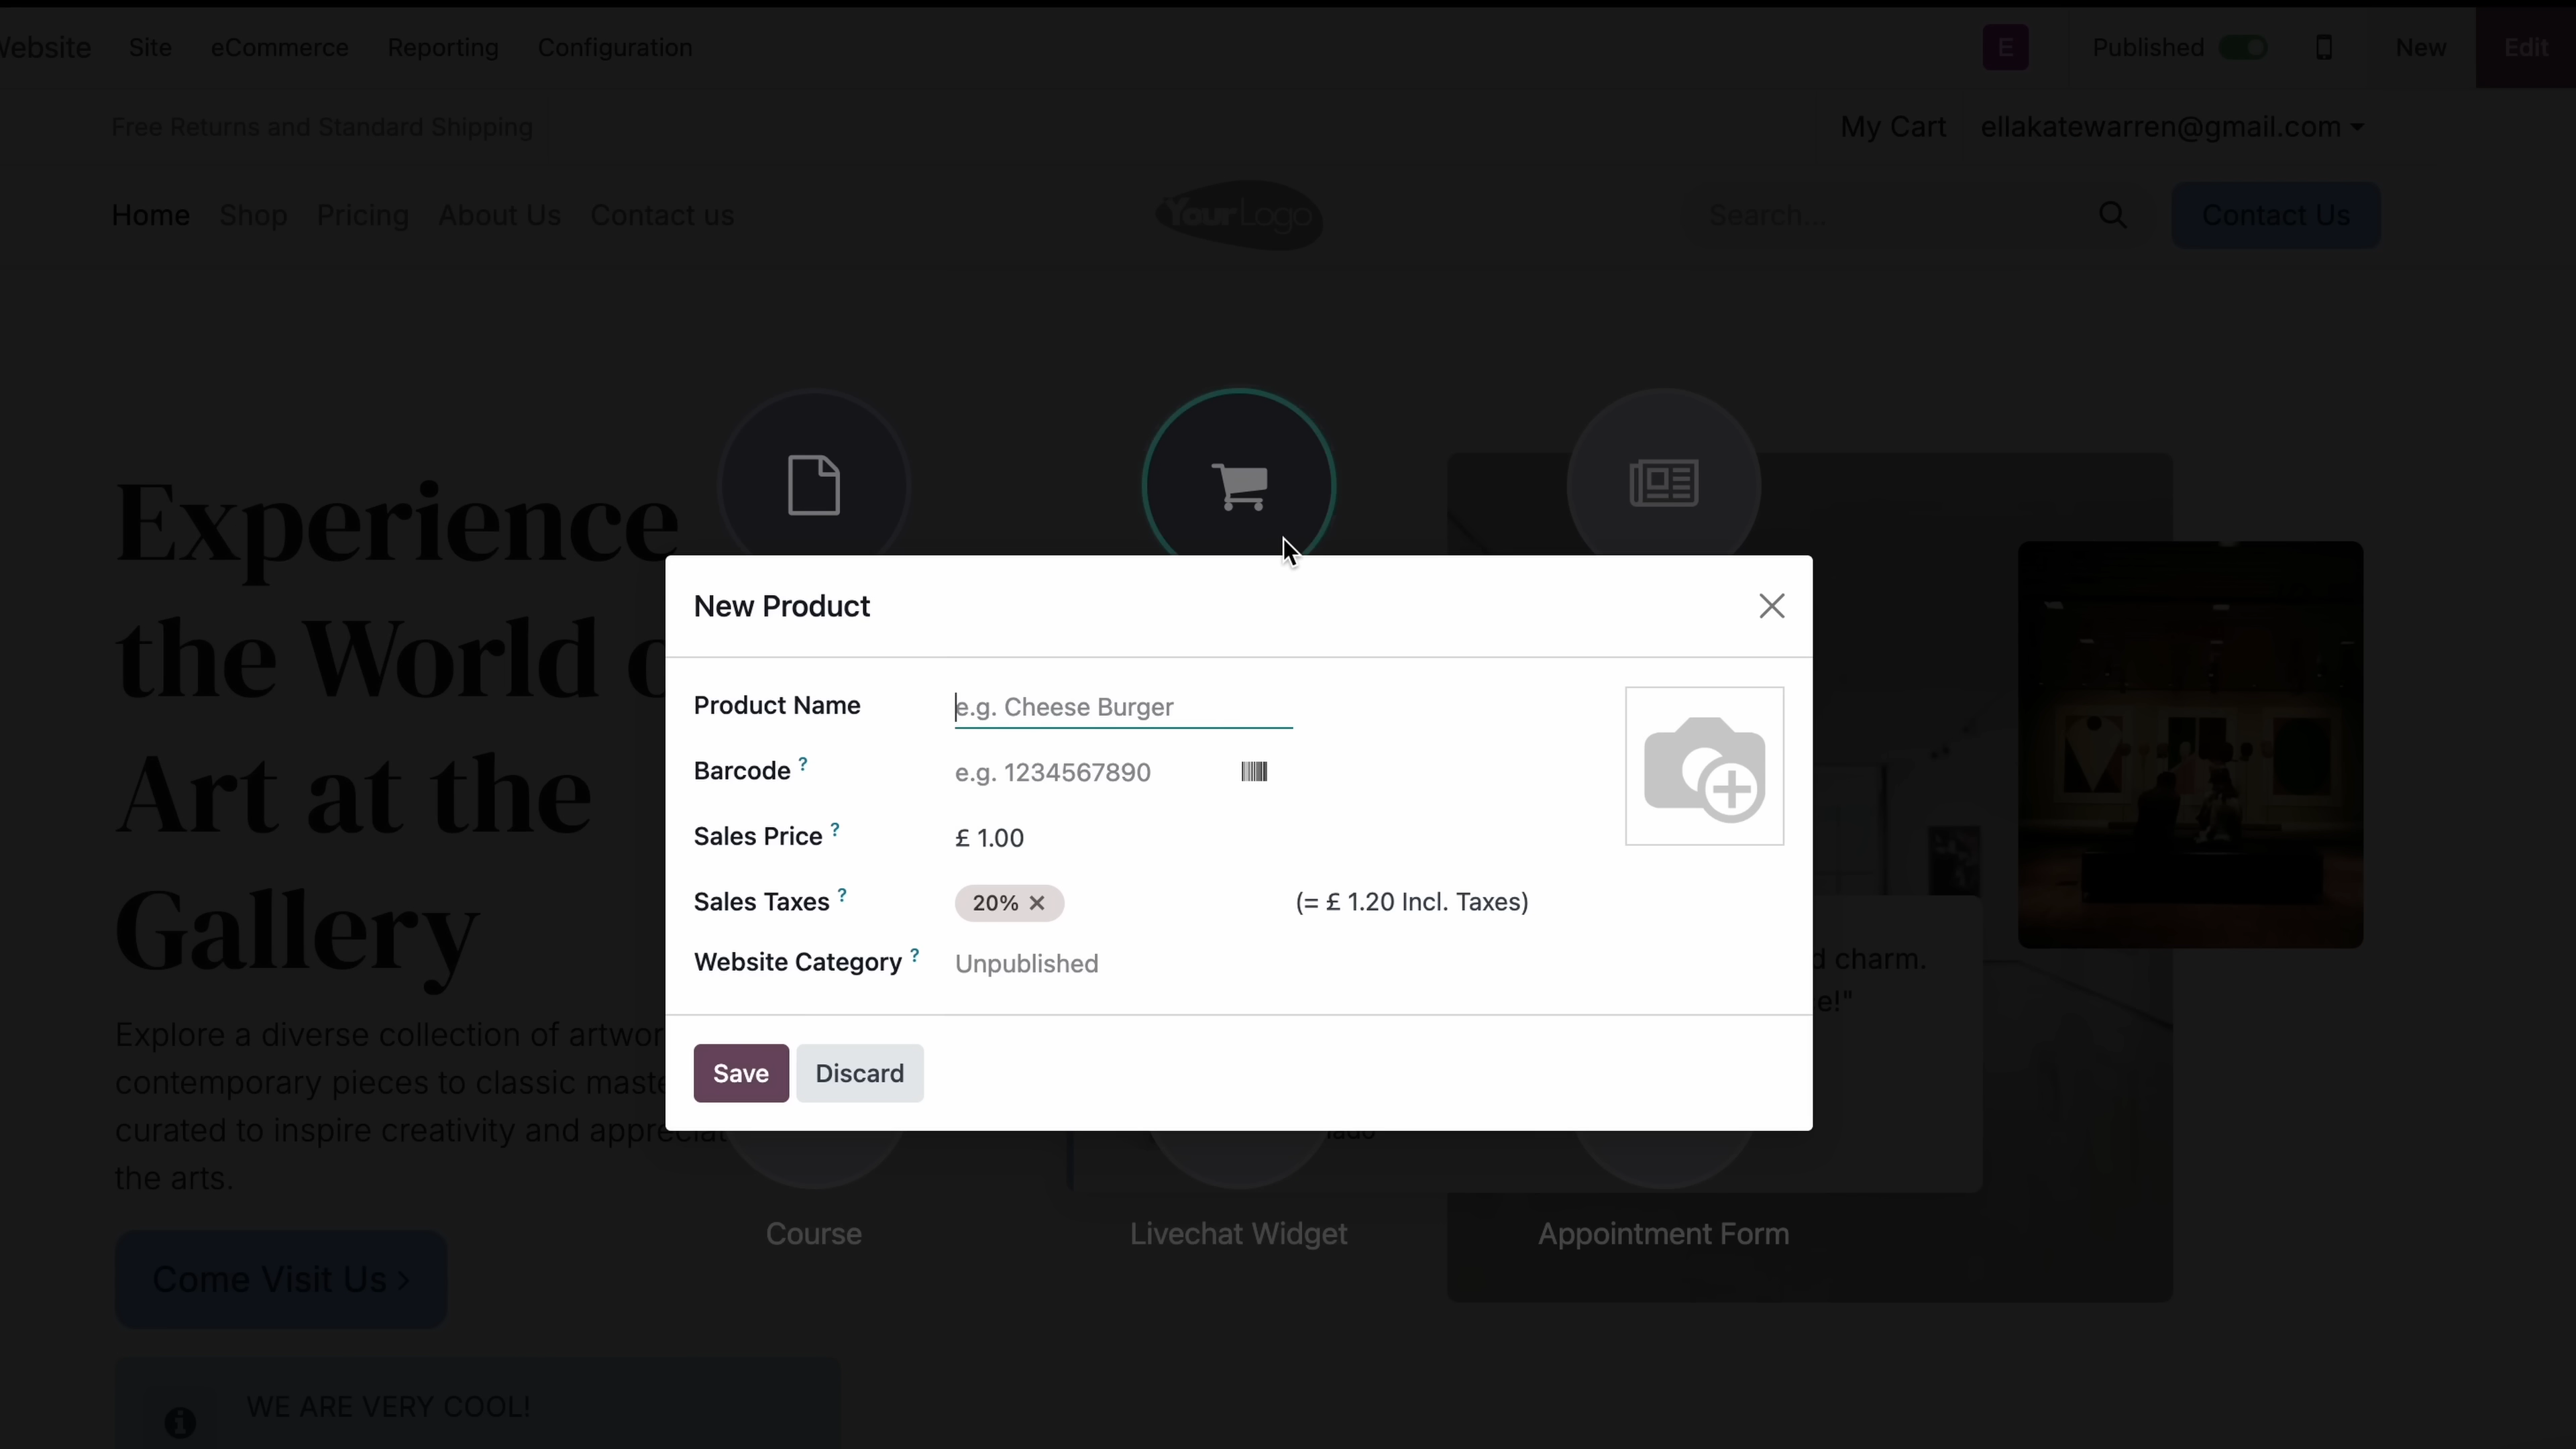 Website Site eCommerce Reporting Configuration E Published New Edit
Free Returns and Standard Shipping My Cart ellakatewarren@gmail.com
Home Shop Pricing About Us Contact us YourLogo Search... Contact Us
Experience
the World o
Art at the
Gallery
New Product
Product Name e.g. Cheese Burger
Barcode ? e.g. 1234567890
Sales Price ? £ 1.00
Sales Taxes ? 20% (= £ 1.20 Incl. Taxes)
Website Category ? Unpublished
Save Discard
d charm.
e!"
Explore a diverse collection of artwor
contemporary pieces to classic maste
curated to inspire creativity and appreciat
the arts.
Course Livechat Widget Appointment Form
Come Visit Us
WE ARE VERY COOL!